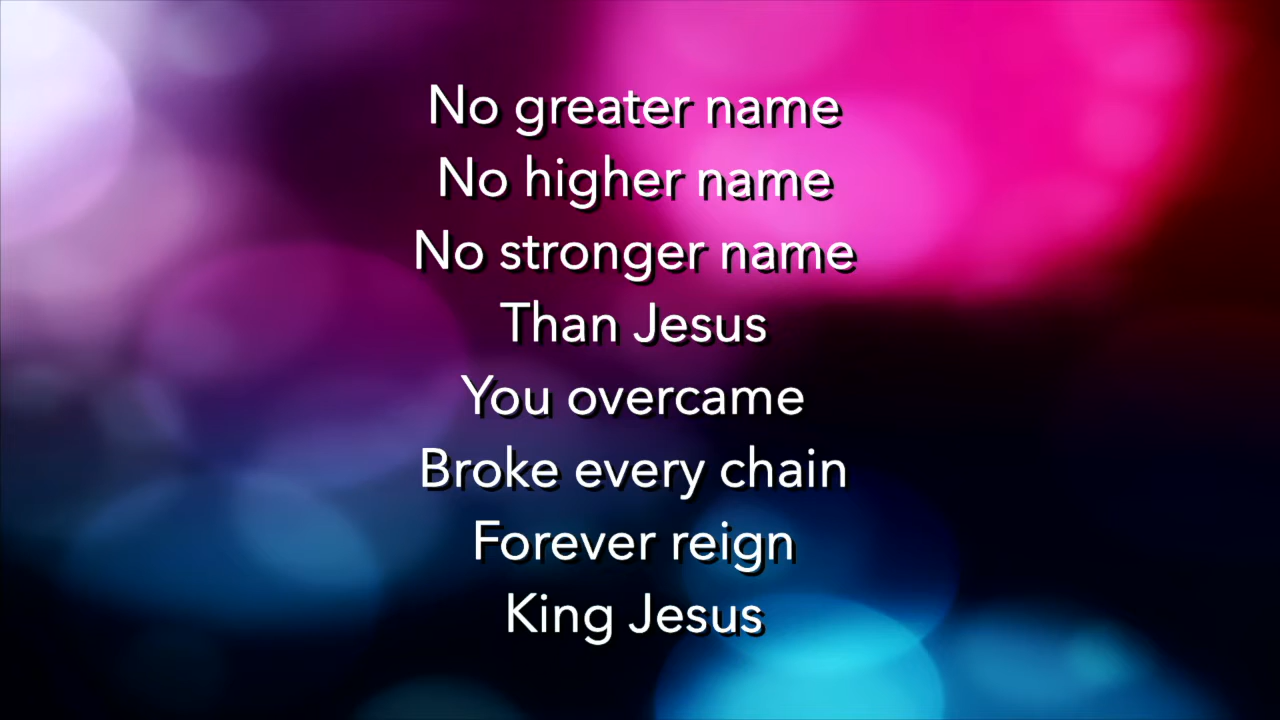 No greater name
No higher name
No stronger name
Than Jesus
You overcame
Broke every chain
Forever reign
King Jesus